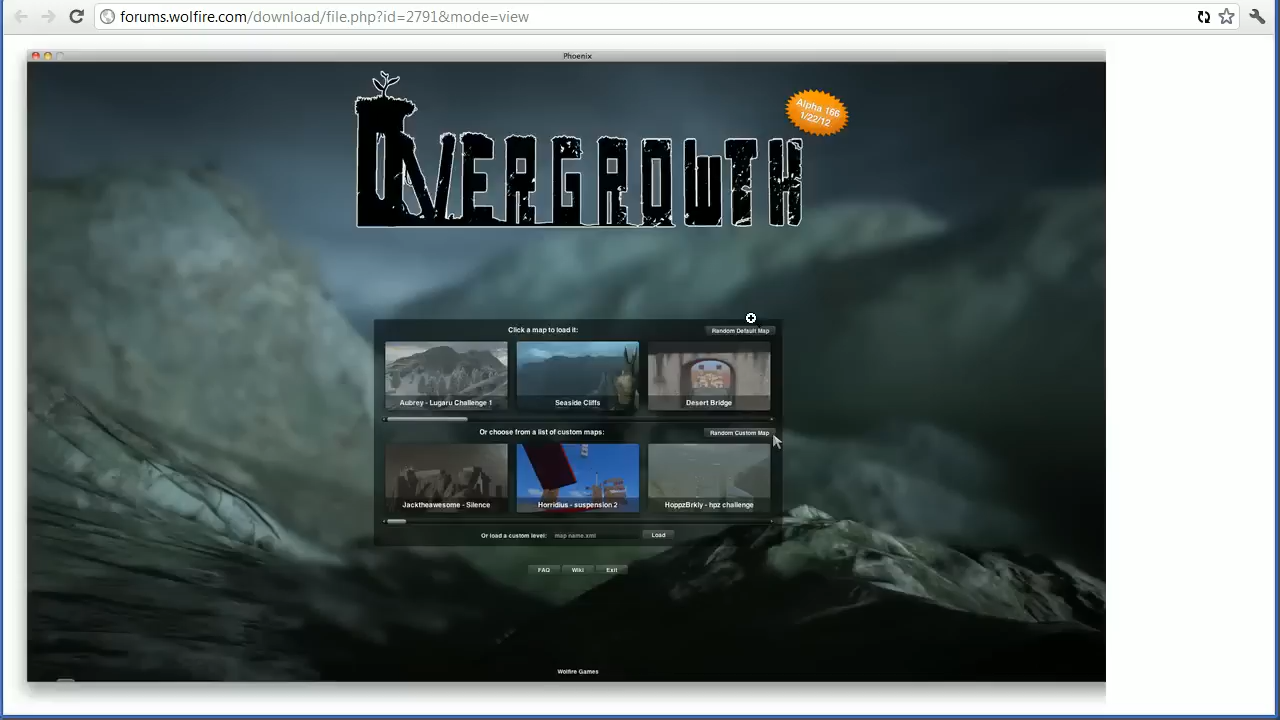 forums.wolfire.com/download/file.php?id=2791&mode=view
Phoenix
OVERGROWTH
Alpha 166
1/22/12
Click a map to load it:
Random Default Map
Aubrey - Lugaru Challenge 1
Seaside Cliffs
Desert Bridge
Or choose from a list of custom maps:
Random Custom Map
Jacktheawesome - Silence
Horridius - suspension 2
HoppzBrkly - hpz challenge
Or load a custom level:
map name.xml
Load
FAQ
Wiki
Exit
Wolfire Games